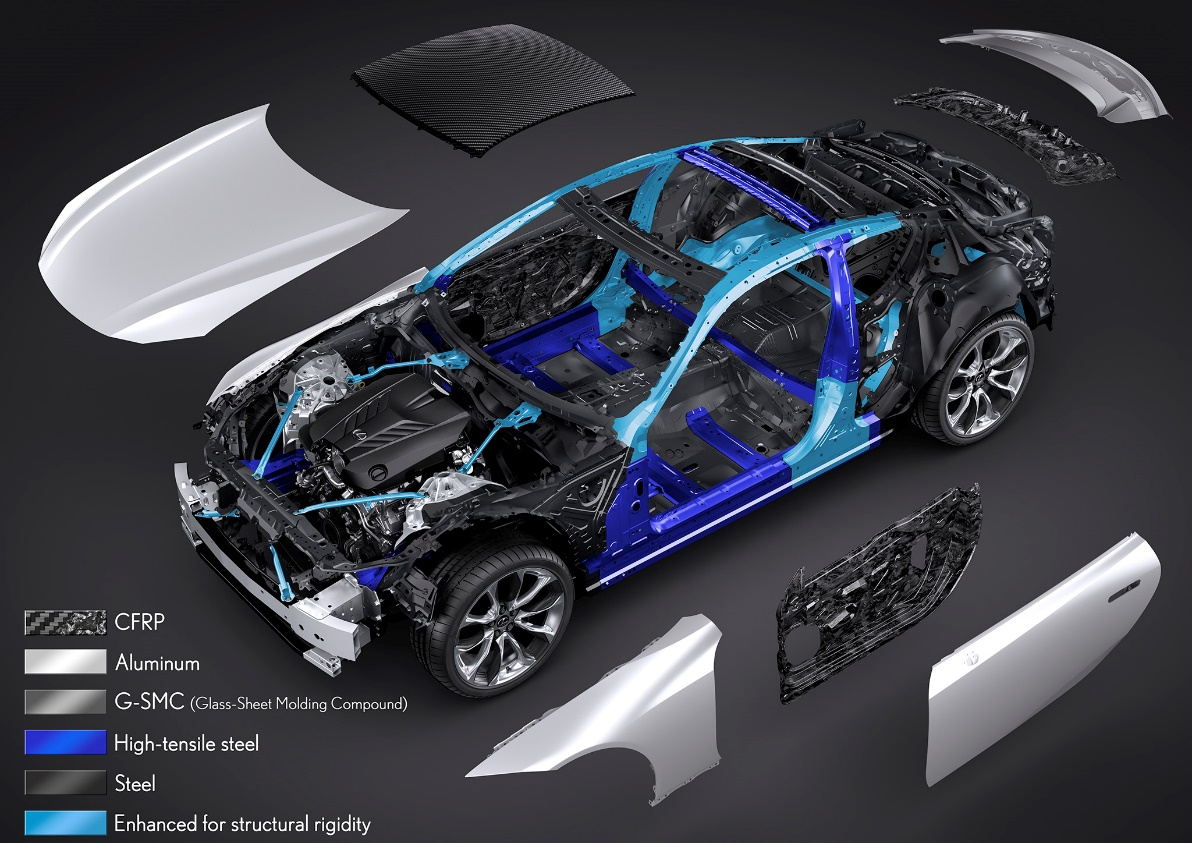 CFRP
Aluminum
G-SMC (Glass-Sheet Molding Compound)
High-tensile steel
Steel
Enhanced for structural rigidity